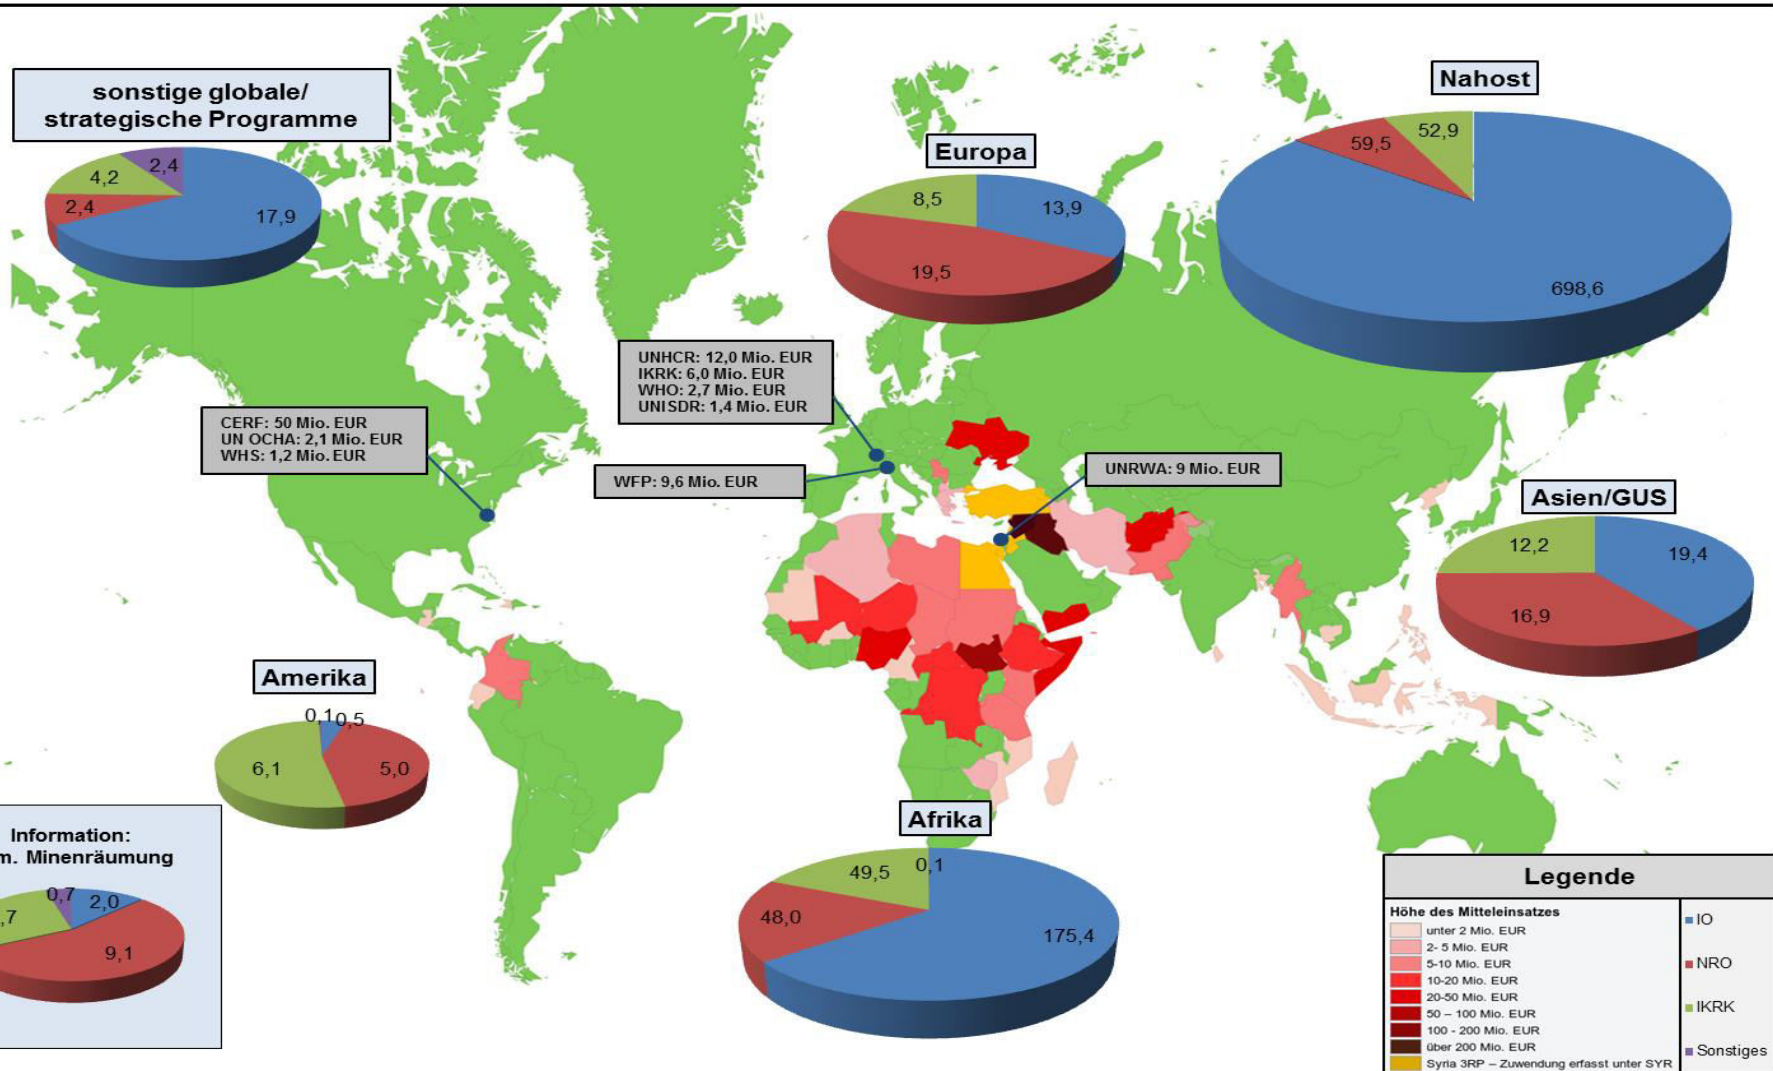 sonstige globale/
strategische Programme
2,4
4,2
2,4
17,9
Europa
8,5
13,9
19,5
Nahost
59,5
52,9
698,6
UNHCR: 12,0 Mio. EUR
IKRK: 6,0 Mio. EUR
WHO: 2,7 Mio. EUR
UNISDR: 1,4 Mio. EUR
CERF: 50 Mio. EUR
UN OCHA: 2,1 Mio. EUR
WHS: 1,2 Mio. EUR
WFP: 9,6 Mio. EUR
UNRWA: 9 Mio. EUR
Asien/GUS
12,2
19,4
16,9
Amerika
0,1
0,5
6,1
5,0
Information:
m. Minenräumung
0,7
2,0
,7
9,1
Afrika
49,5
0,1
48,0
175,4
Legende
Höhe des Mitteleinsatzes
unter 2 Mio. EUR
2- 5 Mio. EUR
5-10 Mio. EUR
10-20 Mio. EUR
20-50 Mio. EUR
50 – 100 Mio. EUR
100 - 200 Mio. EUR
über 200 Mio. EUR
Syria 3RP – Zuwendung erfasst unter SYR
IO
NRO
IKRK
Sonstiges